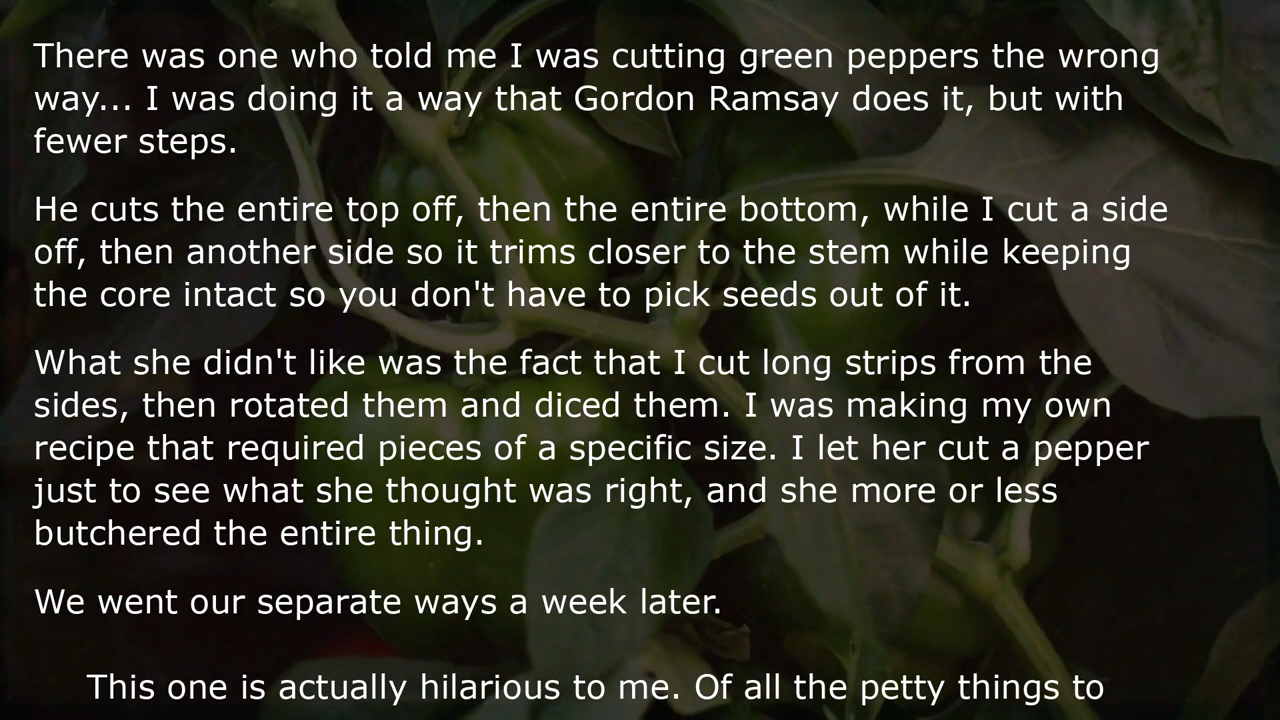 There was one who told me I was cutting green peppers the wrong
way... I was doing it a way that Gordon Ramsay does it, but with
fewer steps.
He cuts the entire top off, then the entire bottom, while I cut a side
off, then another side so it trims closer to the stem while keeping
the core intact so you don't have to pick seeds out of it.
What she didn't like was the fact that I cut long strips from the
sides, then rotated them and diced them. I was making my own
recipe that required pieces of a specific size. I let her cut a pepper
just to see what she thought was right, and she more or less
butchered the entire thing.
We went our separate ways a week later.
This one is actually hilarious to me. Of all the petty things to